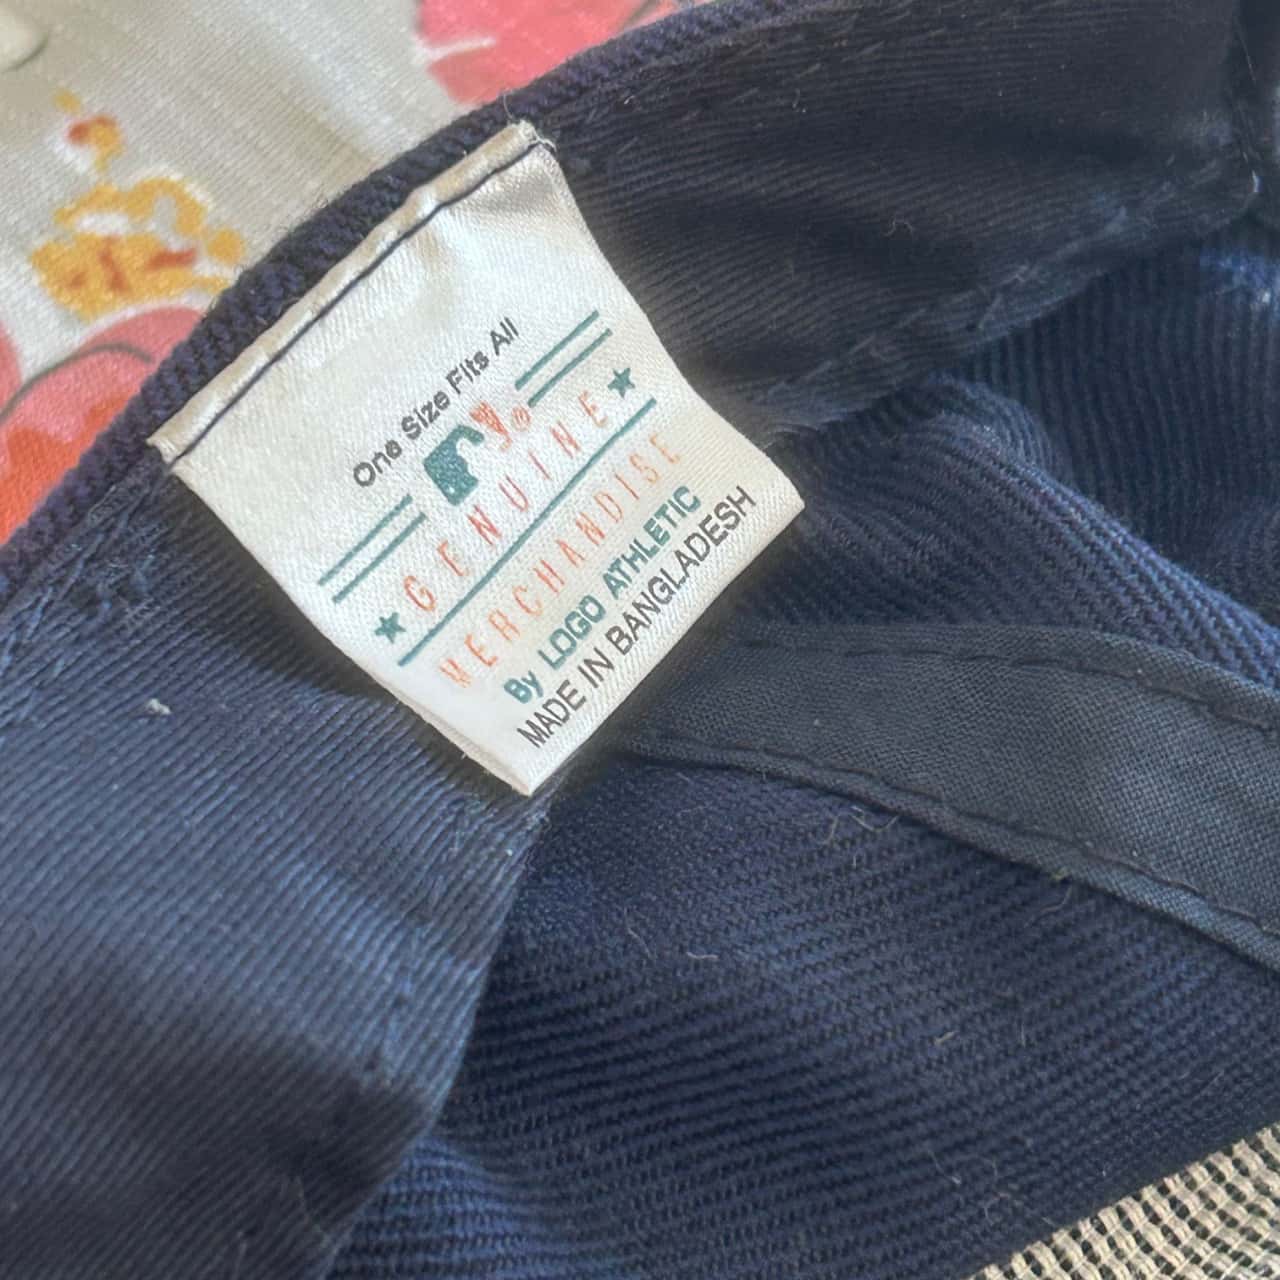 One Size Fits All
®
GENUINE
MERCHANDISE
By LOGO ATHLETIC
MADE IN BANGLADESH